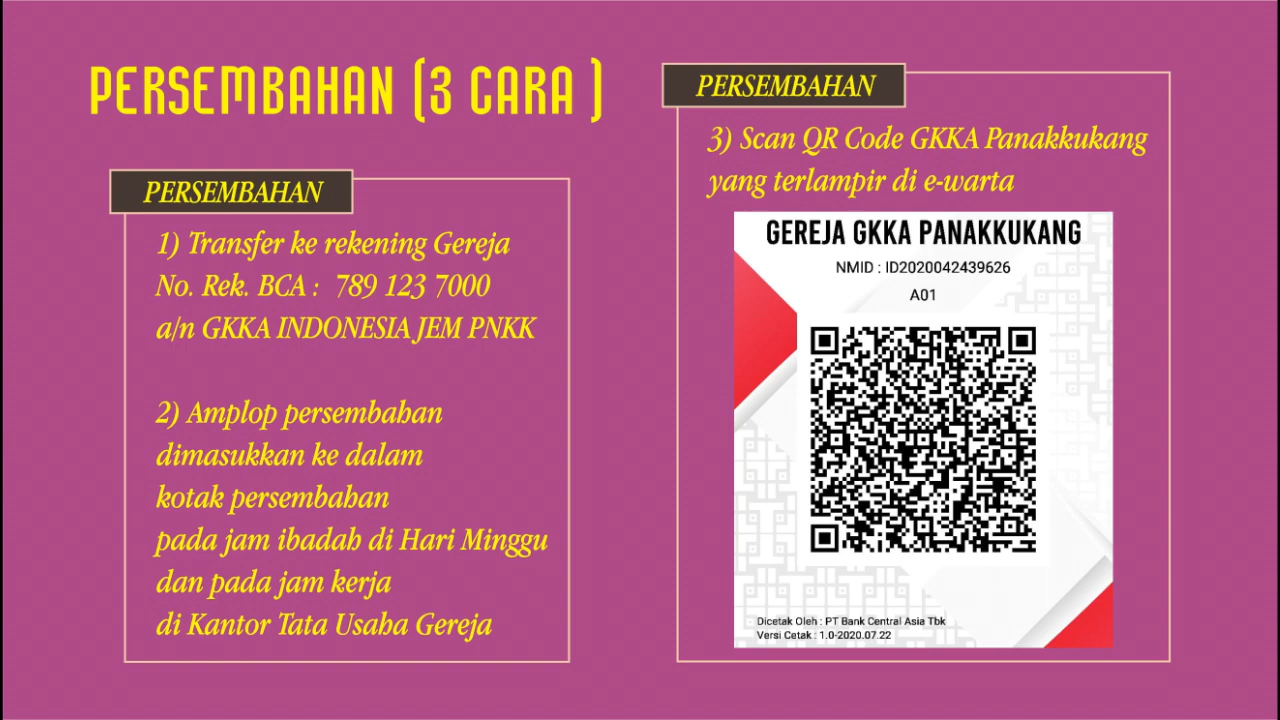 PERSEMBAHAN (3 CARA )
PERSEMBAHAN
1) Transfer ke rekening Gereja
No. Rek. BCA : 789 123 7000
a/n GKKA INDONESIA JEM PNKK
2) Amplop persembahan
dimasukkan ke dalam
kotak persembahan
pada jam ibadah di Hari Minggu
dan pada jam kerja
di Kantor Tata Usaha Gereja
PERSEMBAHAN
3) Scan QR Code GKKA Panakkukang
yang terlampir di e-warta
GEREJA GKKA PANAKKUKANG
NMID : ID2020042439626
A01
Dicetak Oleh : PT Bank Central Asia Tbk
Versi Cetak : 1.0-2020.07.22